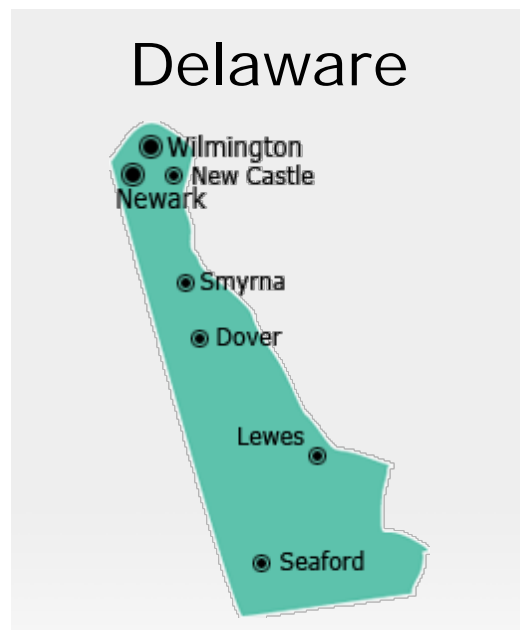 Delaware
Wilmington
New Castle
Newark
Smyrna
Dover
Lewes
Seaford